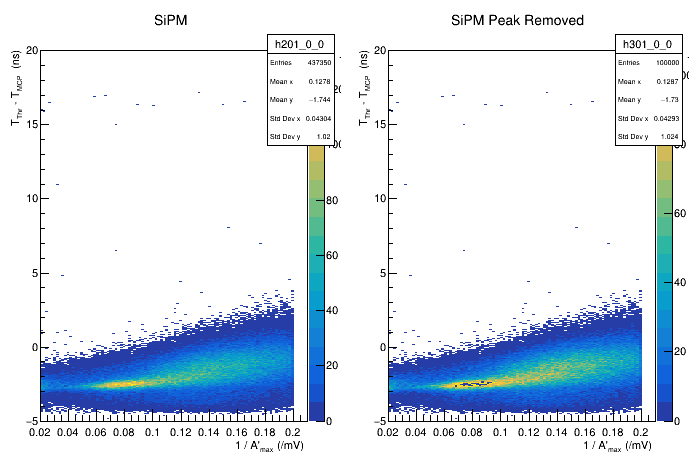 SiPM
h201_0_0
Entries 437350
Mean x 0.1278
Mean y −1.744
Std Dev x 0.04304
Std Dev y 1.02
T_Thr - T_MCP (ns)
20
15
10
5
0
−5
0.02 0.04 0.06 0.08 0.1 0.12 0.14 0.16 0.18 0.2
1 / A'_max (/mV)
80
60
40
20
0
SiPM Peak Removed
h301_0_0
Entries 100000
Mean x 0.1287
Mean y −1.73
Std Dev x 0.04293
Std Dev y 1.024
T_Thr - T_MCP (ns)
20
15
10
5
0
−5
0.02 0.04 0.06 0.08 0.1 0.12 0.14 0.16 0.18 0.2
1 / A'_max (/mV)
60
40
20
0